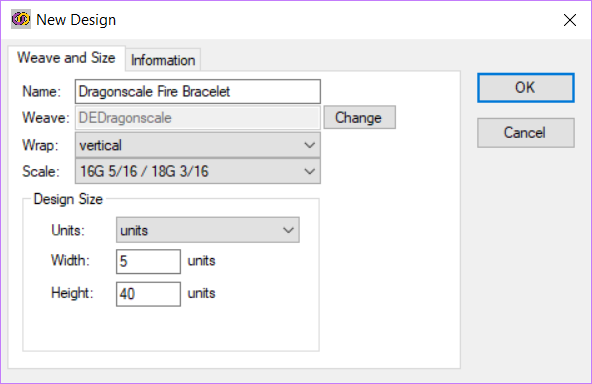 New Design
Weave and Size Information
Name: Dragonscale Fire Bracelet
Weave: DEDragonscale Change
Wrap: vertical
Scale: 16G 5/16 / 18G 3/16
Design Size
Units: units
Width: 5 units
Height: 40 units
OK
Cancel